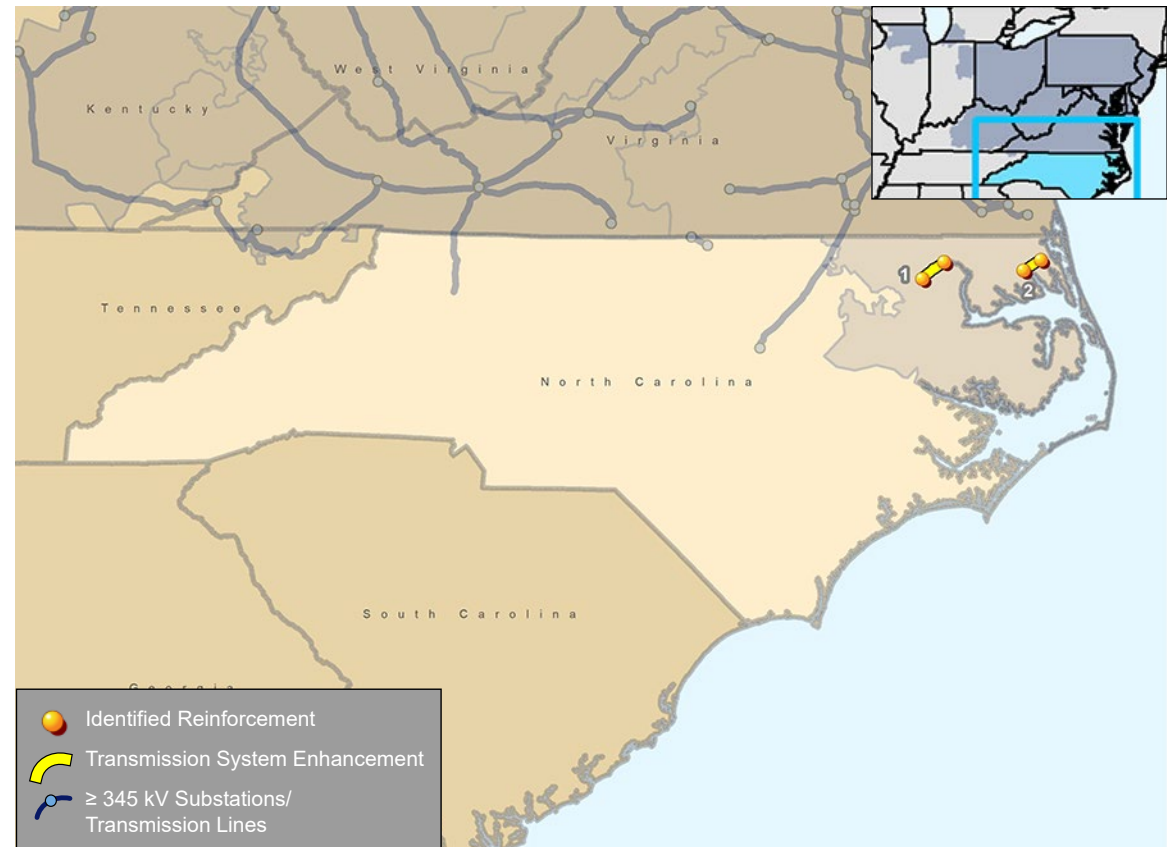 West Virginia
Kentucky
Virginia
1
2
Tennessee
North Carolina
South Carolina
Georgia
Identified Reinforcement
Transmission System Enhancement
≥ 345 kV Substations/
Transmission Lines